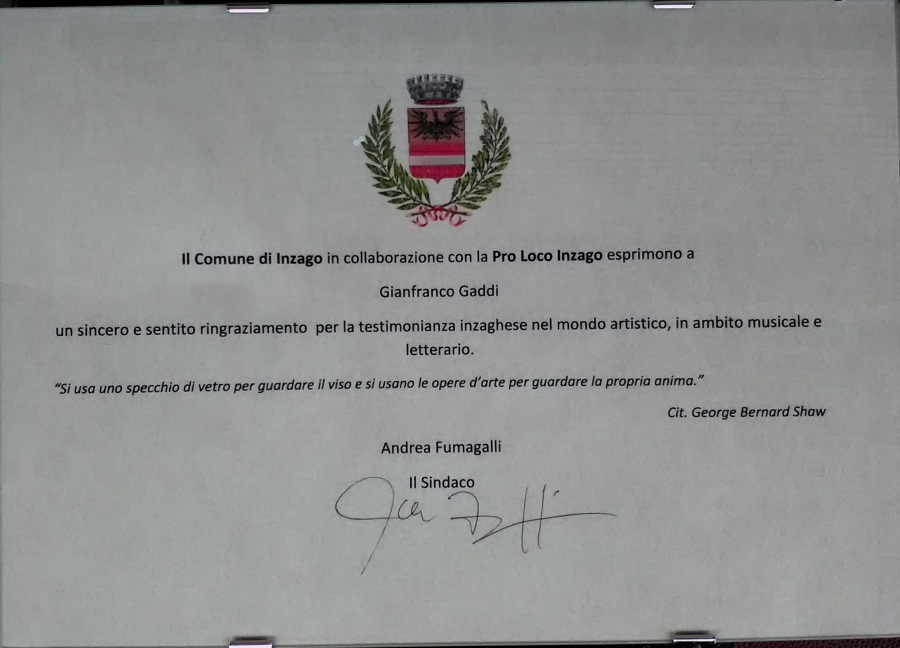 Il Comune di Inzago in collaborazione con la Pro Loco Inzago esprimono a
Gianfranco Gaddi
un sincero e sentito ringraziamento per la testimonianza inzaghese nel mondo artistico, in ambito musicale e
letterario.
“Si usa uno specchio di vetro per guardare il viso e si usano le opere d’arte per guardare la propria anima.”
Cit. George Bernard Shaw
Andrea Fumagalli
Il Sindaco